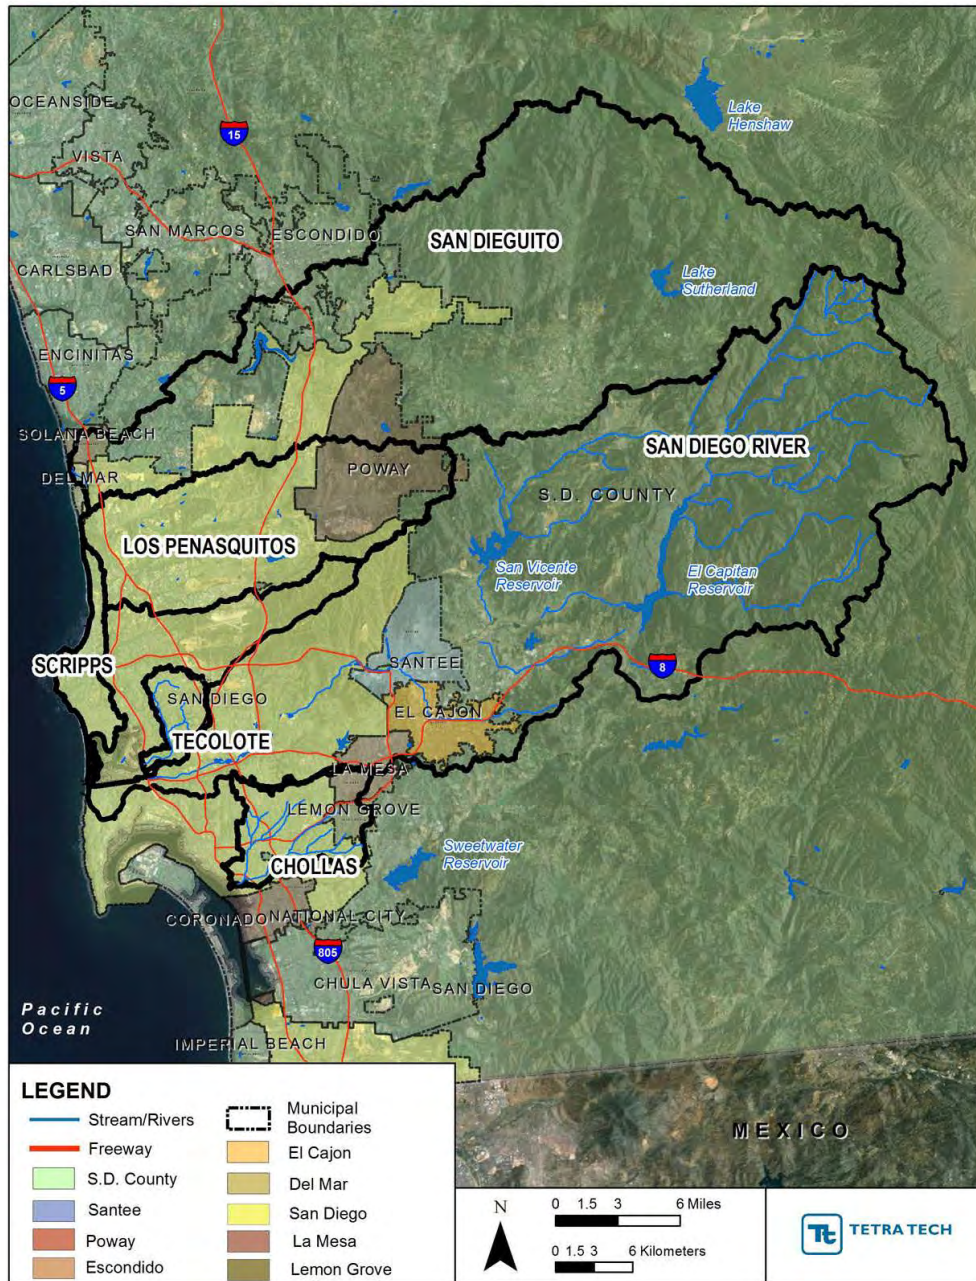 OCEANSIDE
VISTA
15
Lake
Henshaw
SAN MARCOS
ESCONDIDO
SAN DIEGUITO
CARLSBAD
Lake
Sutherland
ENCINITAS
5
SOLANA BEACH
DEL MAR
POWAY
SAN DIEGO RIVER
S.D. COUNTY
LOS PENASQUITOS
San Vicente
Reservoir
El Capitan
Reservoir
SCRIPPS
SANTEE
8
SAN DIEGO
EL CAJON
TECOLOTE
LA MESA
LEMON GROVE
CHOLLAS
Sweetwater
Reservoir
CORONADO
NATIONAL CITY
805
CHULA VISTA
SAN DIEGO
Pacific
Ocean
IMPERIAL BEACH
MEXICO
LEGEND
Stream/Rivers
Freeway
S.D. County
Santee
Poway
Escondido
Municipal
Boundaries
El Cajon
Del Mar
San Diego
La Mesa
Lemon Grove
N
0 1.5 3 6 Miles
0 1.5 3 6 Kilometers
Tt TETRA TECH